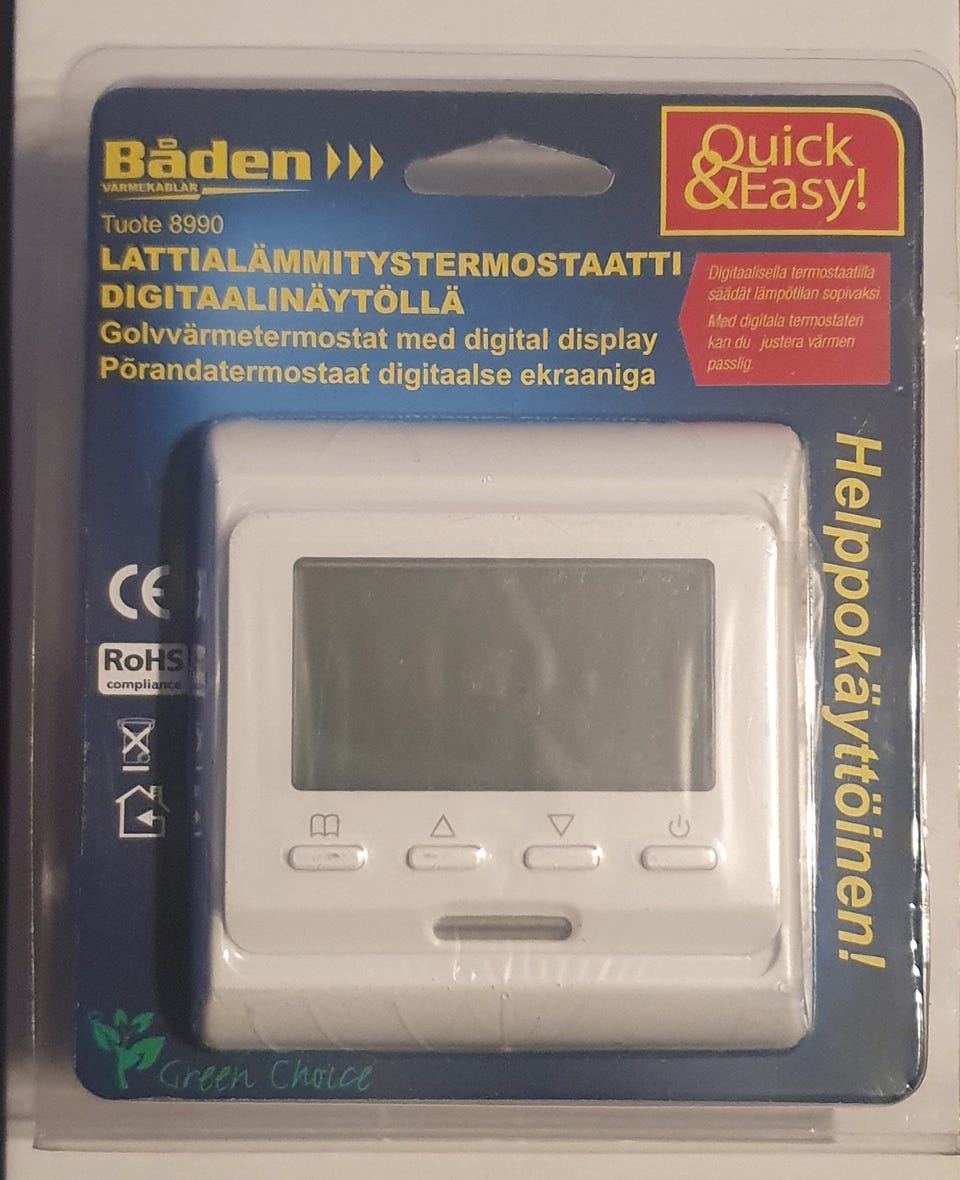 Båden
VÄRMEKABLAR
Tuote 8990
LATTIALÄMMITYSTERMOSTAATTI
DIGITAALINÄYTÖLLÄ
Golvvärmetermostat med digital display
Põrandatermostaat digitaalse ekraaniga
Quick
&Easy!
Digitaalisella termostaatilla
säädät lämpötilan sopivaksi.
Med digitala termostaten
kan du justera värmen
passlig.
Helppokäyttöinen!
CE
RoHS
compliance
Green Choice